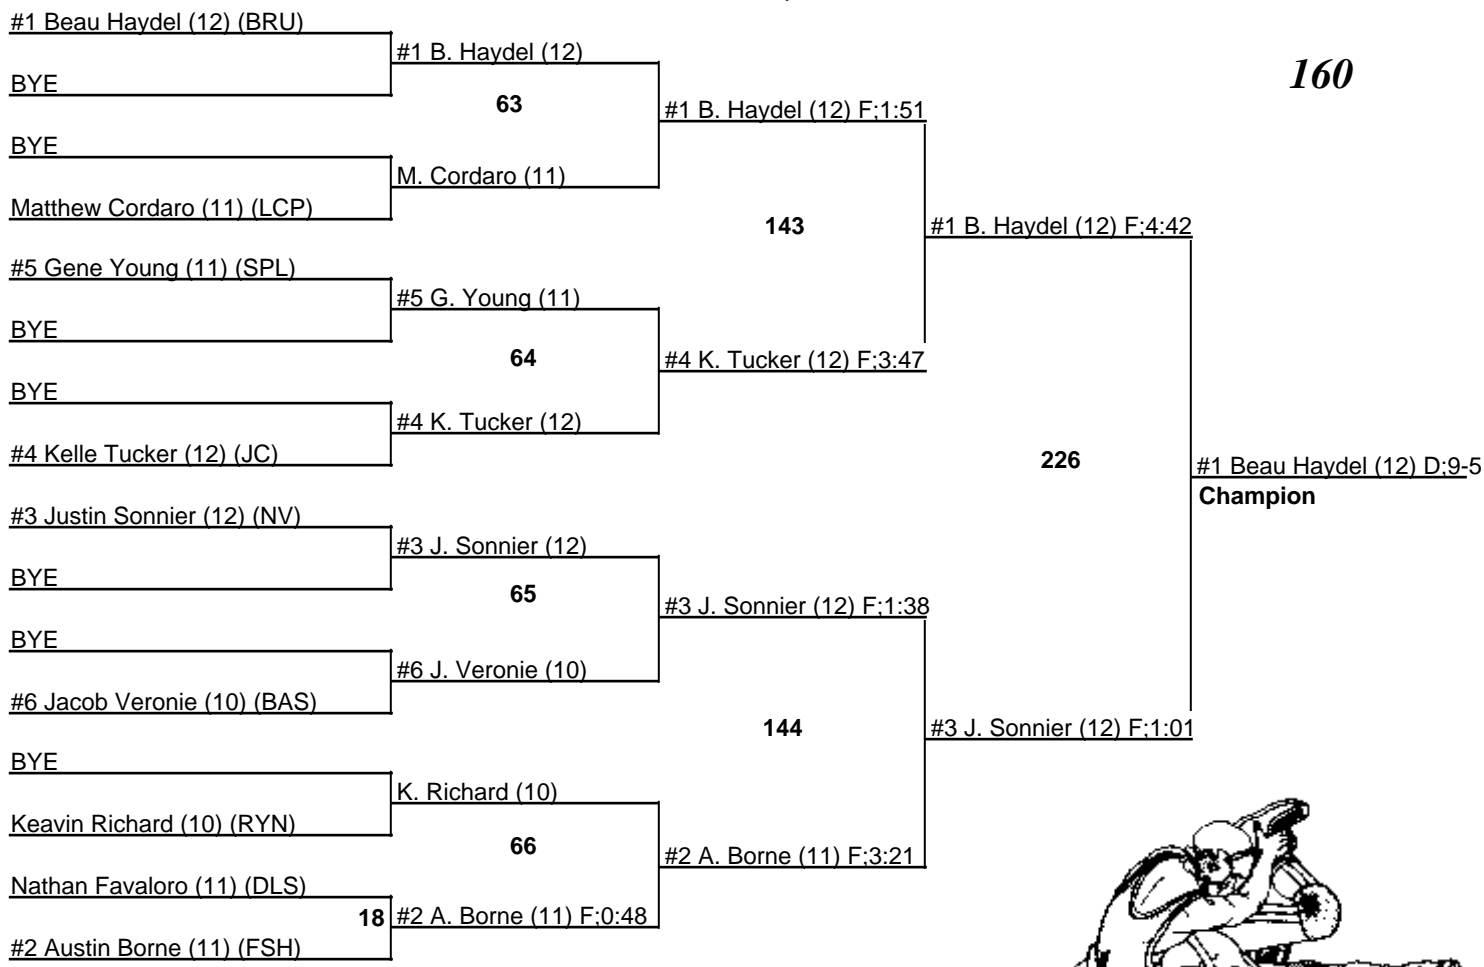 #1 Beau Haydel (12) (BRU)
BYE
BYE
Matthew Cordaro (11) (LCP)
#5 Gene Young (11) (SPL)
BYE
BYE
#4 Kelle Tucker (12) (JC)
#3 Justin Sonnier (12) (NV)
BYE
BYE
#6 Jacob Veronie (10) (BAS)
BYE
Keavin Richard (10) (RYN)
Nathan Favaloro (11) (DLS)
18
#2 Austin Borne (11) (FSH)
#1 B. Haydel (12)
63
M. Cordaro (11)
#5 G. Young (11)
64
#4 K. Tucker (12)
#3 J. Sonnier (12)
65
#6 J. Veronie (10)
K. Richard (10)
66
#2 A. Borne (11) F;0:48
#1 B. Haydel (12) F;1:51
143
#4 K. Tucker (12) F;3:47
#3 J. Sonnier (12) F;1:38
144
#2 A. Borne (11) F;3:21
#1 B. Haydel (12) F;4:42
226
#3 J. Sonnier (12) F;1:01
160
#1 Beau Haydel (12) D;9-5
Champion